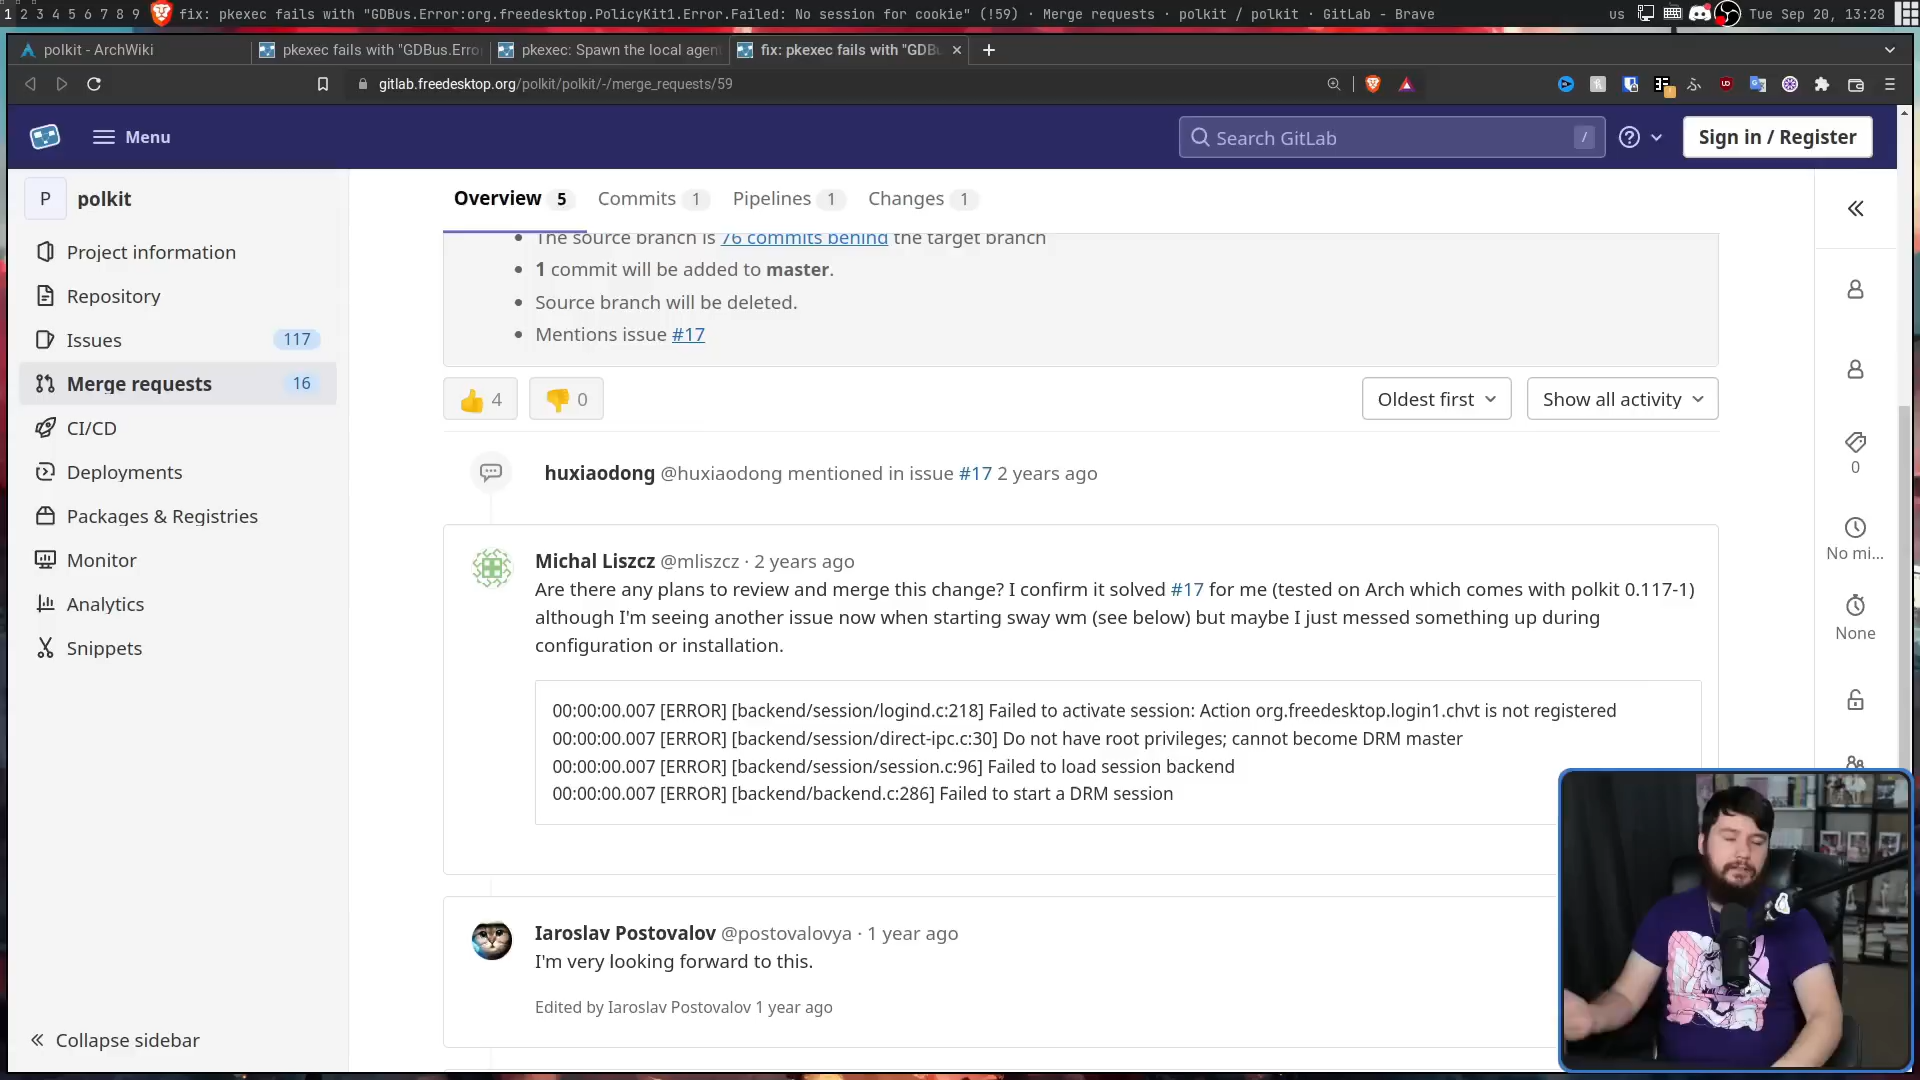 1 2 3 4 5 6 7 8 9 fix: pkexec fails with "GDBus.Error:org.freedesktop.PolicyKit1.Error.Failed: No session for cookie" (!59) · Merge requests · polkit / polkit · GitLab - Brave us Tue Sep 20, 13:28
polkit - ArchWiki pkexec fails with "GDBus.Erro pkexec: Spawn the local agen fix: pkexec fails with "GDBu
gitlab.freedesktop.org/polkit/polkit/-/merge_requests/59
Menu Search GitLab / Sign in / Register
P polkit
Overview 5 Commits 1 Pipelines 1 Changes 1
The source branch is 76 commits behind the target branch
Project information
1 commit will be added to master.
Repository
Source branch will be deleted.
Issues 117
Mentions issue #17
Merge requests 16
👍 4 👎 0 Oldest first Show all activity
CI/CD
Deployments
huxiaodong @huxiaodong mentioned in issue #17 2 years ago
0
Packages & Registries
Monitor
Michal Liszcz @mliszcz · 2 years ago
No mi...
Are there any plans to review and merge this change? I confirm it solved #17 for me (tested on Arch which comes with polkit 0.117-1)
Analytics
although I'm seeing another issue now when starting sway wm (see below) but maybe I just messed something up during
None
configuration or installation.
Snippets
00:00:00.007 [ERROR] [backend/session/logind.c:218] Failed to activate session: Action org.freedesktop.login1.chvt is not registered
00:00:00.007 [ERROR] [backend/session/direct-ipc.c:30] Do not have root privileges; cannot become DRM master
00:00:00.007 [ERROR] [backend/session/session.c:96] Failed to load session backend
00:00:00.007 [ERROR] [backend/backend.c:286] Failed to start a DRM session
Iaroslav Postovalov @postovalovya · 1 year ago
I'm very looking forward to this.
Edited by Iaroslav Postovalov 1 year ago
Collapse sidebar